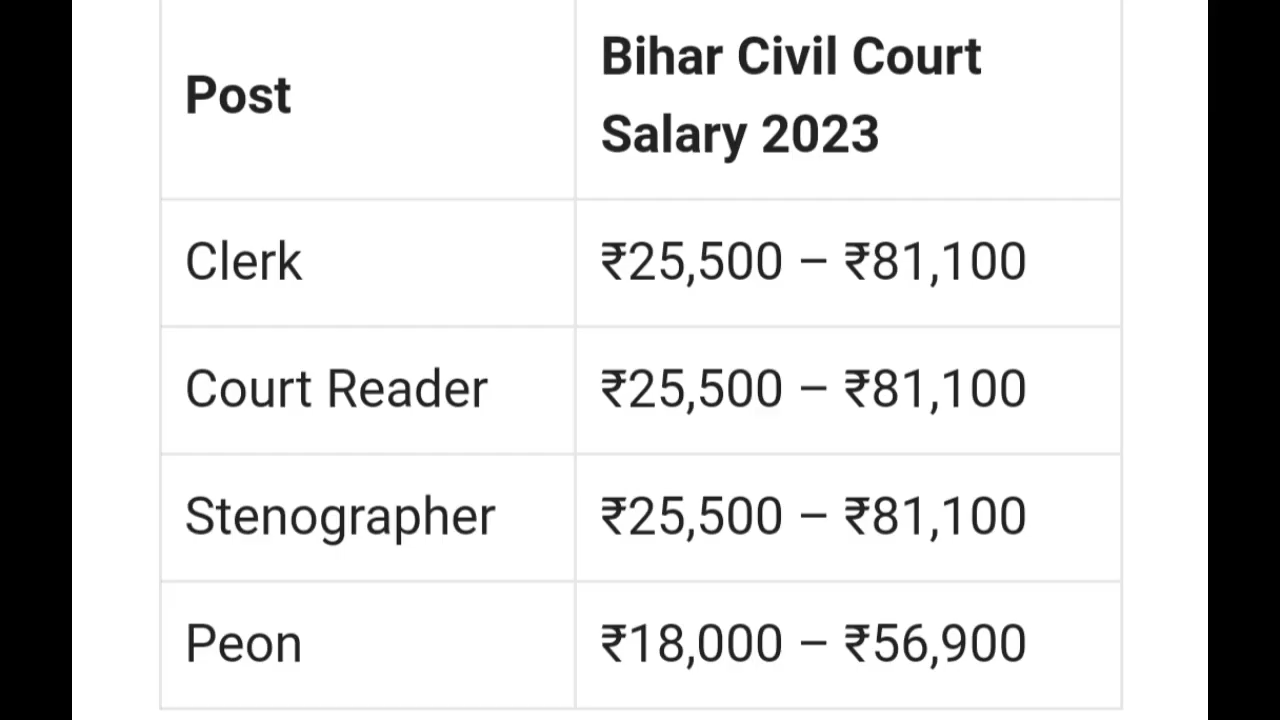 Post
Bihar Civil Court
Salary 2023
Clerk
₹25,500 – ₹81,100
Court Reader
₹25,500 – ₹81,100
Stenographer
₹25,500 – ₹81,100
Peon
₹18,000 – ₹56,900